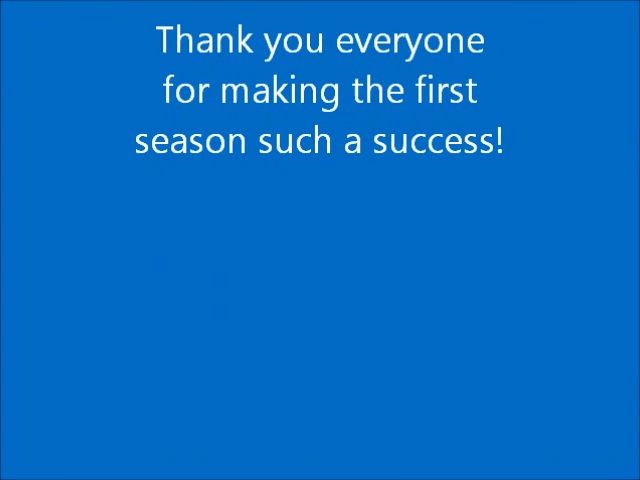 Thank you everyone
for making the first
season such a success!